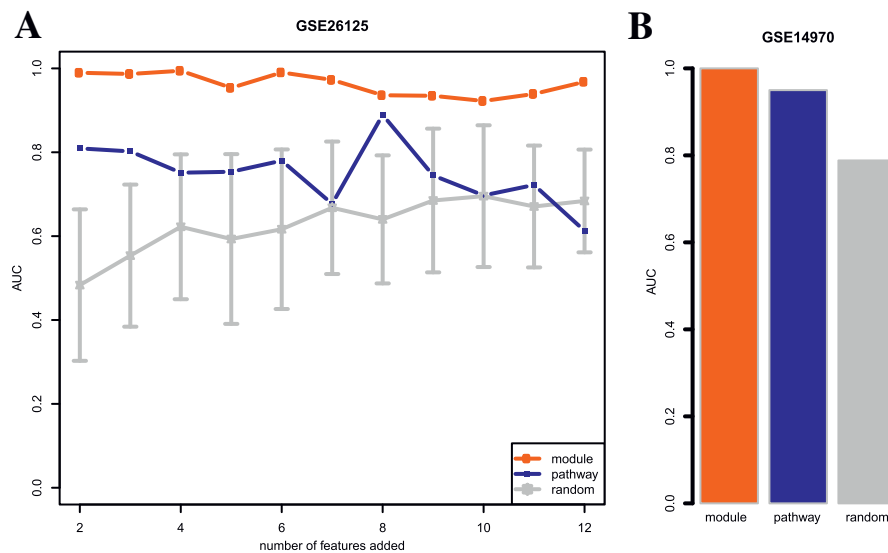 A
GSE26125
AUC
1.0
0.8
0.6
0.4
0.2
0.0
module
pathway
random
2 4 6 8 10 12
number of features added
B
GSE14970
AUC
1.0
0.8
0.6
0.4
0.2
0.0
module pathway random